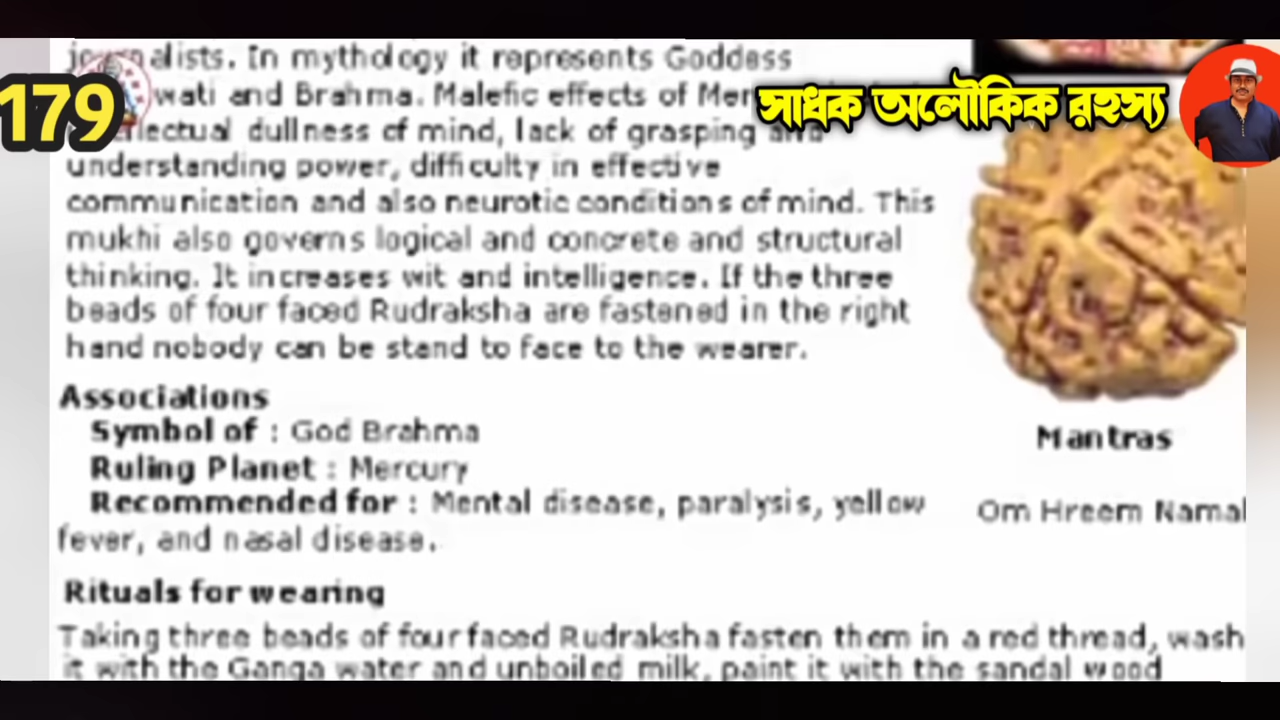 journalists. In mythology it represents Goddess
179
wati and Brahma. Malefic effects of Mer
সাধক অলৌকিক রহস্য
dullness of mind, lack of grasping and
understanding power, difficulty in effective
communication and also neurotic conditions of mind. This
mukhi also governs logical and concrete and structural
thinking. It increases wit and intelligence. If the three
beads of four faced Rudraksha are fastened in the right
hand nobody can be stand to face to the wearer.
Associations
Symbol of : God Brahma
Ruling Planet : Mercury
Recommended for : Mental disease, paralysis, yellow
fever, and nasal disease.
Mantras
Om Hreem Namah
Rituals for wearing
Taking three beads of four faced Rudraksha fasten them in a red thread, wash
it with the Ganga water and unboiled milk, paint it with the sandal wood